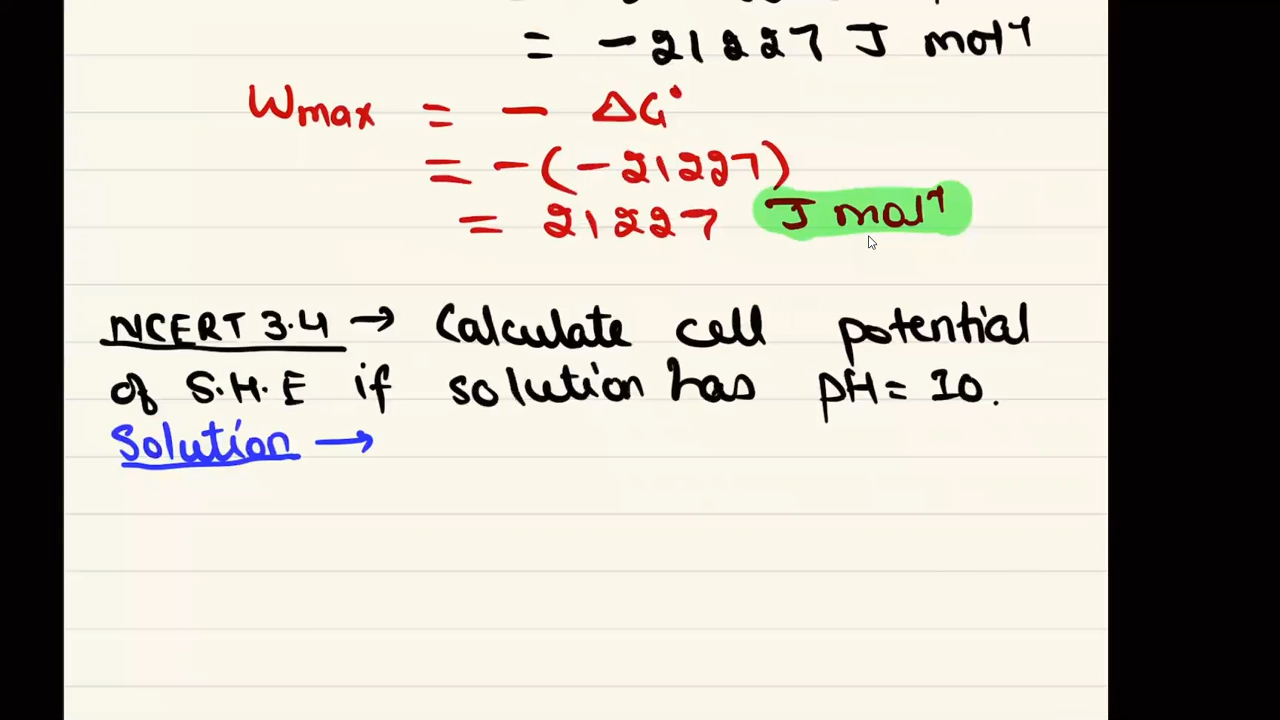 = -21227 J mol⁻¹
Wmax = - ΔG°
= -(-21227)
= 21227 J mol⁻¹
NCERT 3.4 → Calculate cell potential
of S.H.E if solution has pH = 10.
Solution →